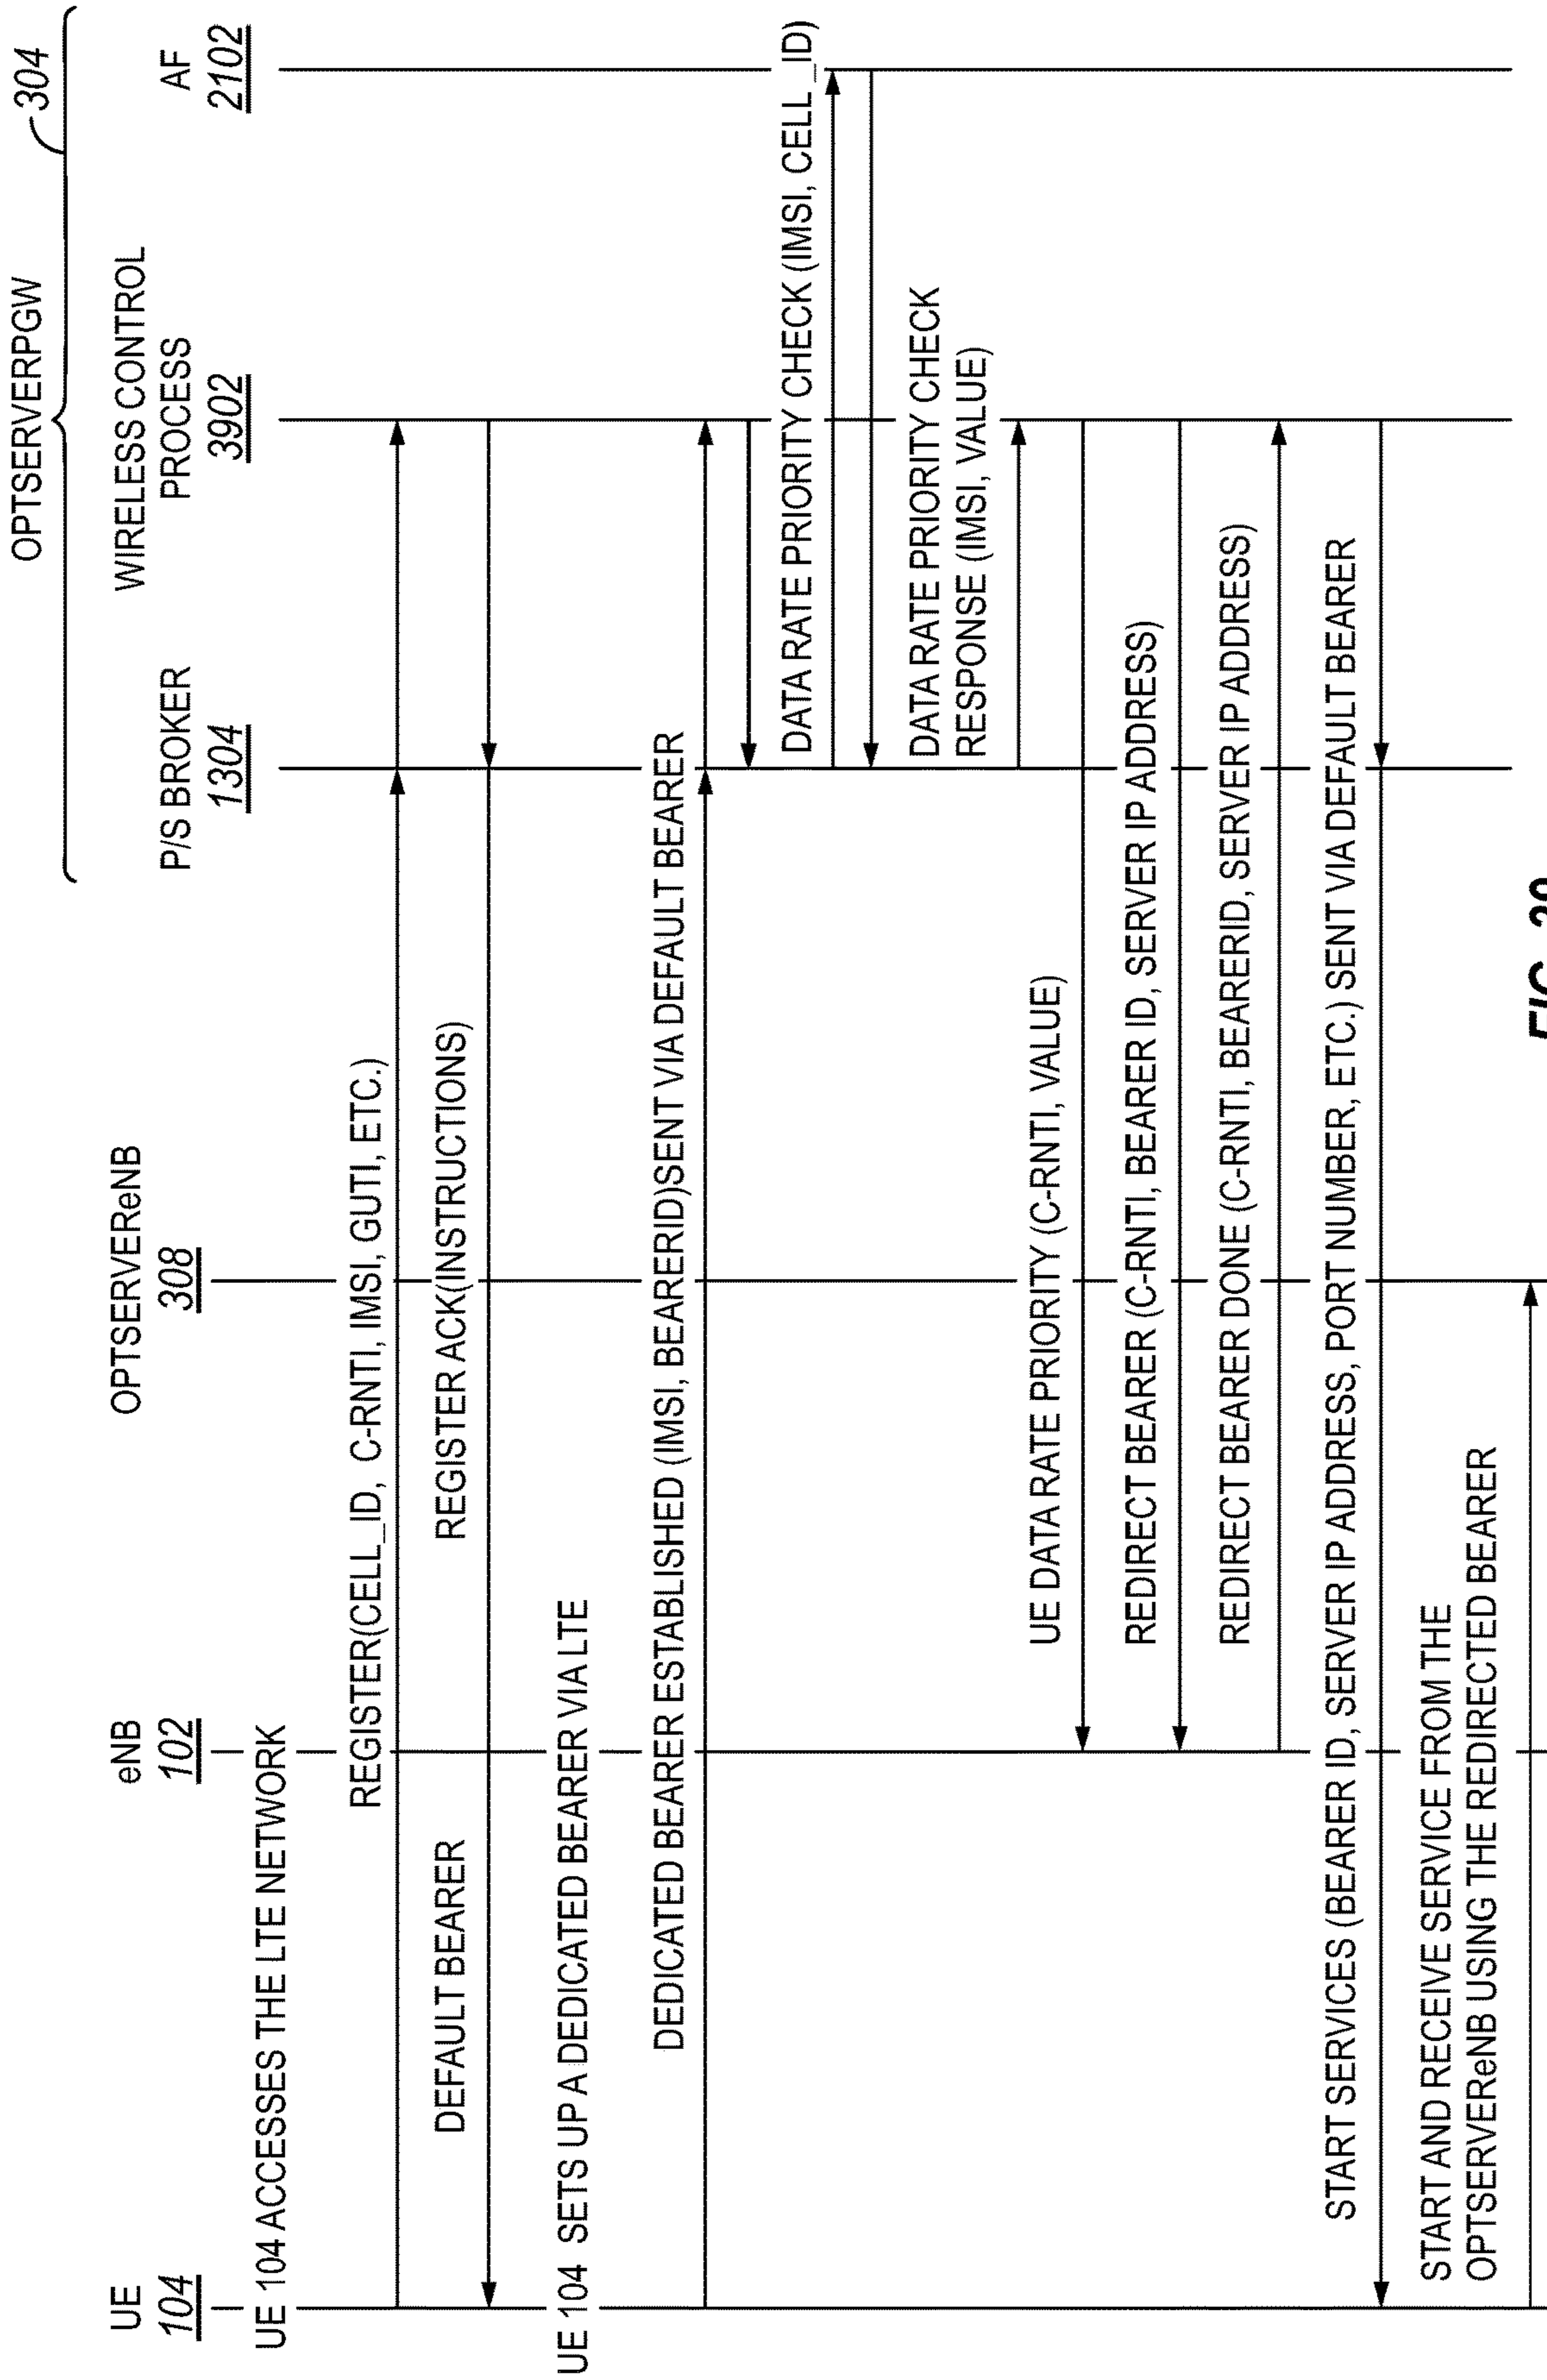 OPTSERVERPGW
304
UE
104
eNB
102
OPTSERVEReNB
308
P/S BROKER
1304
WIRELESS CONTROL
PROCESS
3902
AF
2102
UE 104 ACCESSES THE LTE NETWORK
REGISTER(CELL_ID, C-RNTI, IMSI, GUTI, ETC.)
DEFAULT BEARER
REGISTER ACK(INSTRUCTIONS)
UE 104 SETS UP A DEDICATED BEARER VIA LTE
DEDICATED BEARER ESTABLISHED (IMSI, BEARERID)SENT VIA DEFAULT BEARER
DATA RATE PRIORITY CHECK (IMSI, CELL_ID)
DATA RATE PRIORITY CHECK
RESPONSE (IMSI, VALUE)
UE DATA RATE PRIORITY (C-RNTI, VALUE)
REDIRECT BEARER (C-RNTI, BEARER ID, SERVER IP ADDRESS)
REDIRECT BEARER DONE (C-RNTI, BEARERID, SERVER IP ADDRESS)
START SERVICES (BEARER ID, SERVER IP ADDRESS, PORT NUMBER, ETC.) SENT VIA DEFAULT BEARER
START AND RECEIVE SERVICE FROM THE
OPTSERVEReNB USING THE REDIRECTED BEARER
FIG.